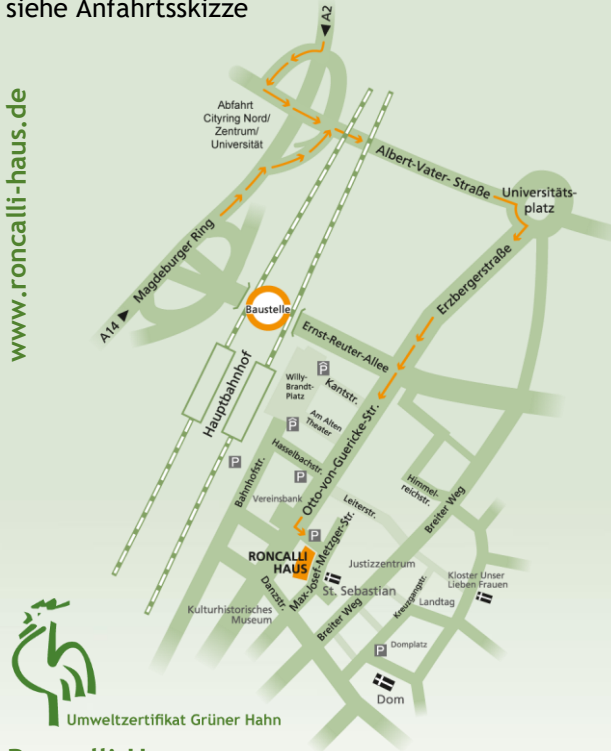 siehe Anfahrtsskizze
www.roncalli-haus.de
A2
Abfahrt
Cityring Nord/
Zentrum/
Universität
Albert-Vater- Straße
Universitäts-
platz
Magdeburger Ring
A14
Erzbergerstraße
Baustelle
Ernst-Reuter-Allee
Hauptbahnhof
Willy-
Brandt-
Platz
P
Kantstr.
P
Am Alten
Theater
Otto-von-Guericke-Str.
Hasselbachstr.
P
P
Bahnhofstr.
Vereinsbank
Himmel-
reichstr.
Breiter Weg
Leiterstr.
P
RONCALLI
HAUS
Max-Josef-Metzger-Str.
Justizzentrum
St. Sebastian
Danzstr.
Kulturhistorisches
Museum
Breiter Weg
Kreuzgangstr.
Landtag
Kloster Unser
Lieben Frauen
P
Domplatz
Dom
Umweltzertifikat Grüner Hahn